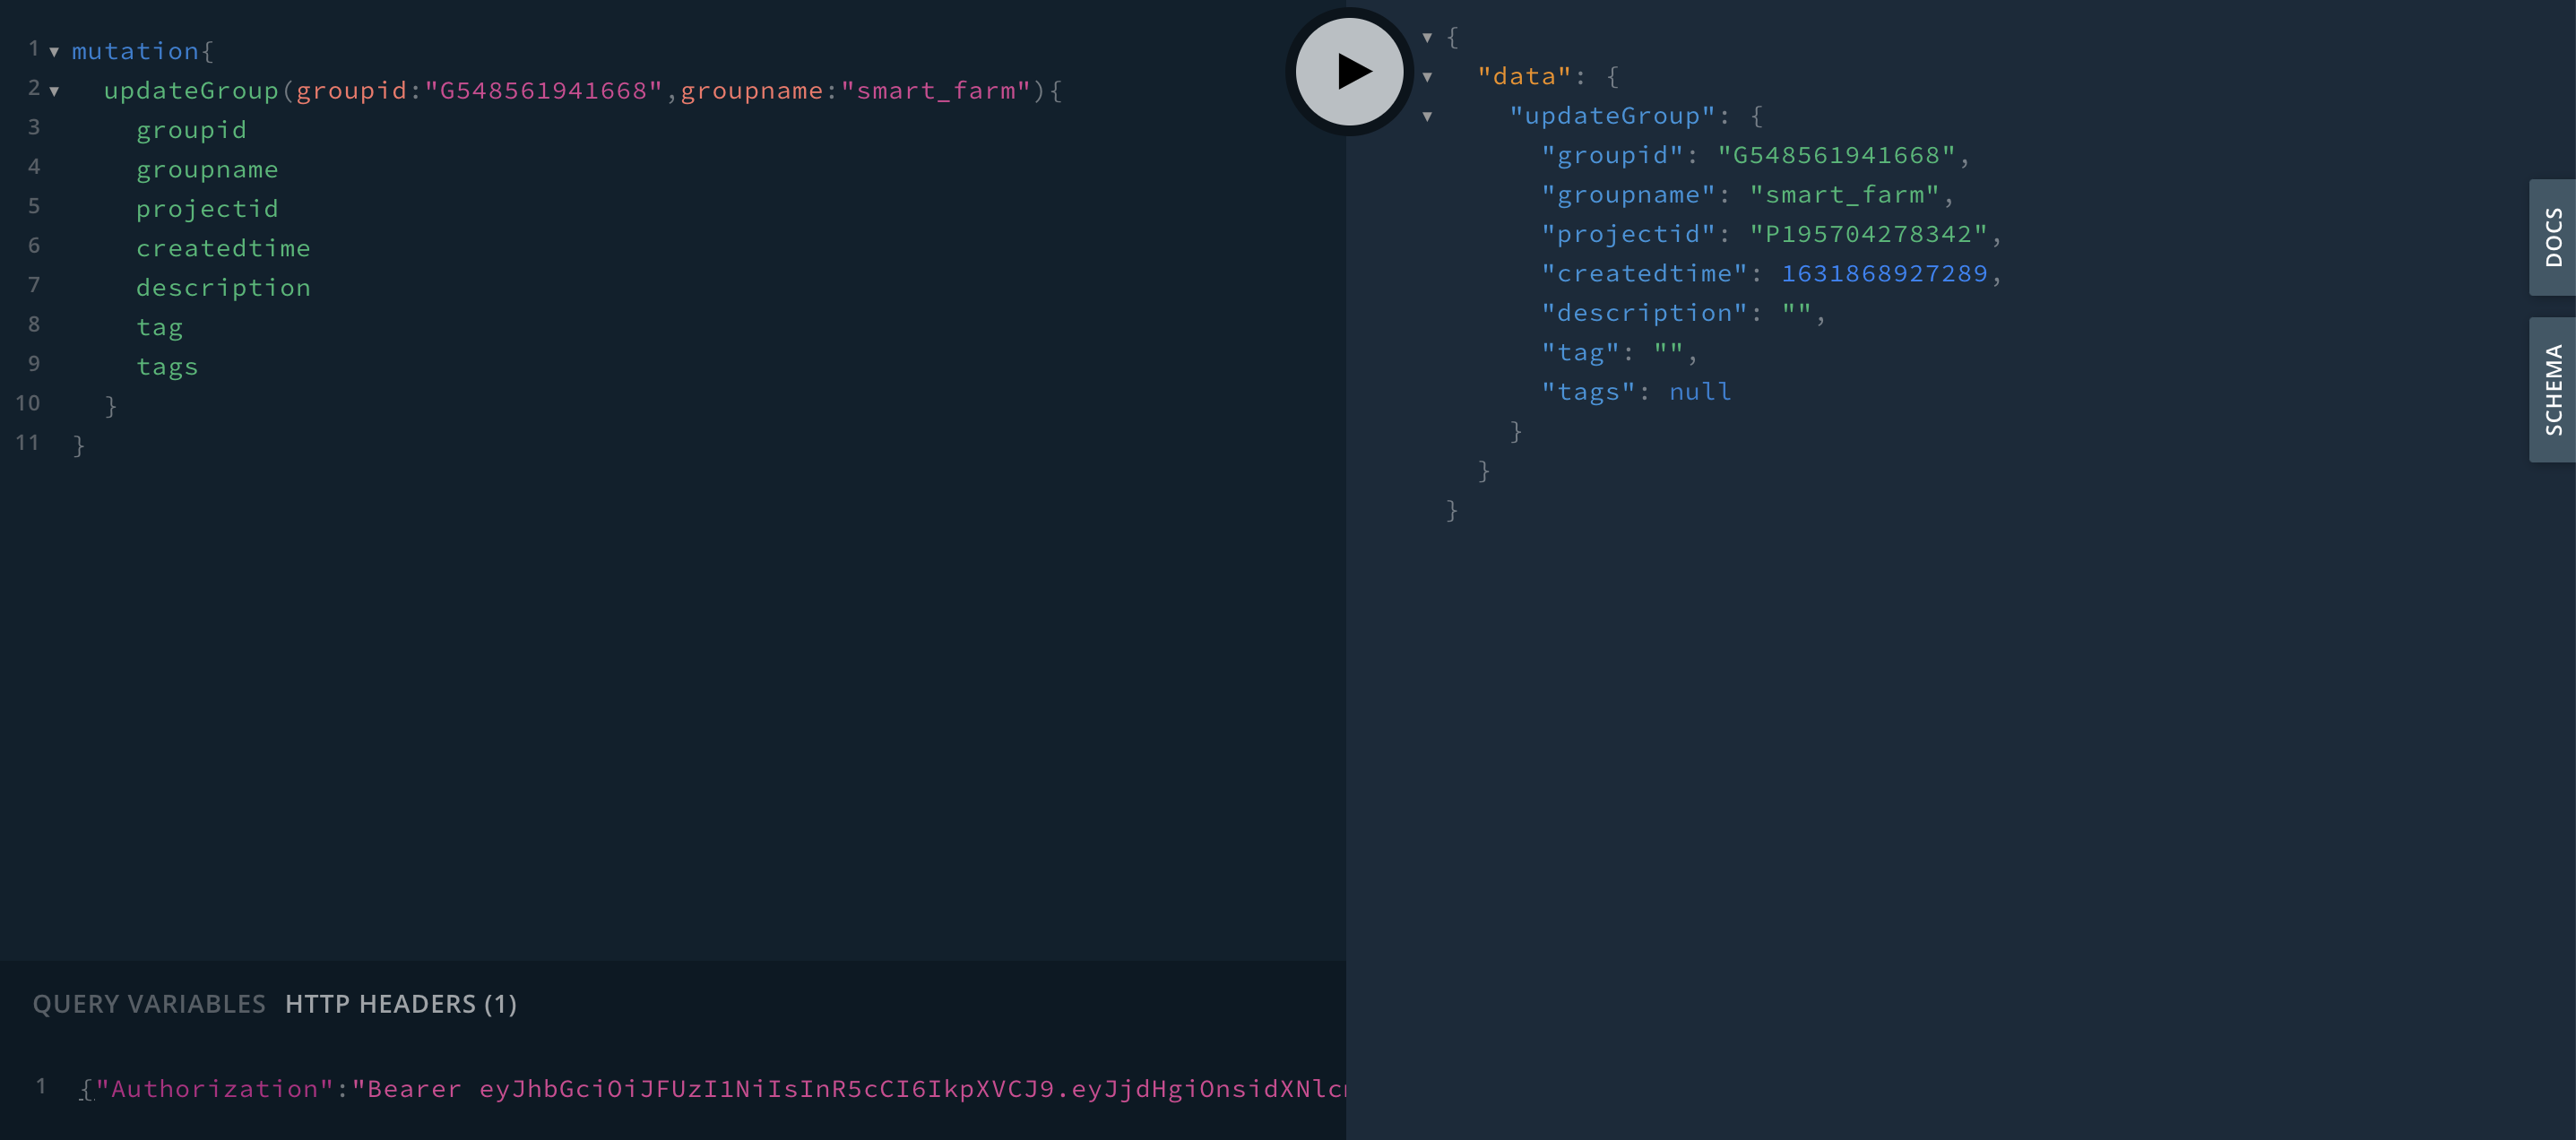 1 mutation{
2 updateGroup(groupid:"G548561941668",groupname:"smart_farm"){
3 groupid
4 groupname
5 projectid
6 createdtime
7 description
8 tag
9 tags
10 }
11 }
QUERY VARIABLES HTTP HEADERS (1)
1 {"Authorization":"Bearer eyJhbGciOiJFUzI1NiIsInR5cCI6IkpXVCJ9.eyJjdHgiOnsidXNlc
{
"data": {
"updateGroup": {
"groupid": "G548561941668",
"groupname": "smart_farm",
"projectid": "P195704278342",
"createdtime": 1631868927289,
"description": "",
"tag": "",
"tags": null
}
}
}
DOCS
SCHEMA